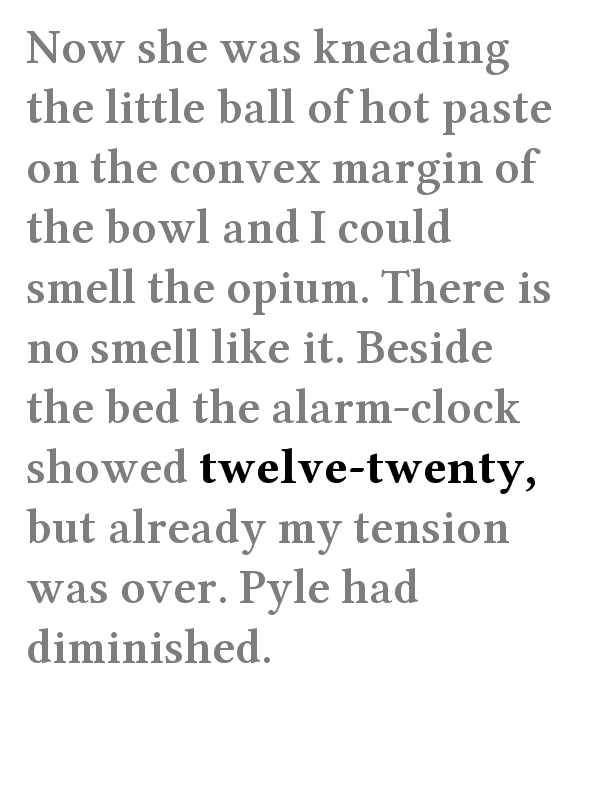 Now she was kneading
the little ball of hot paste
on the convex margin of
the bowl and I could
smell the opium. There is
no smell like it. Beside
the bed the alarm-clock
showed twelve-twenty,
but already my tension
was over. Pyle had
diminished.